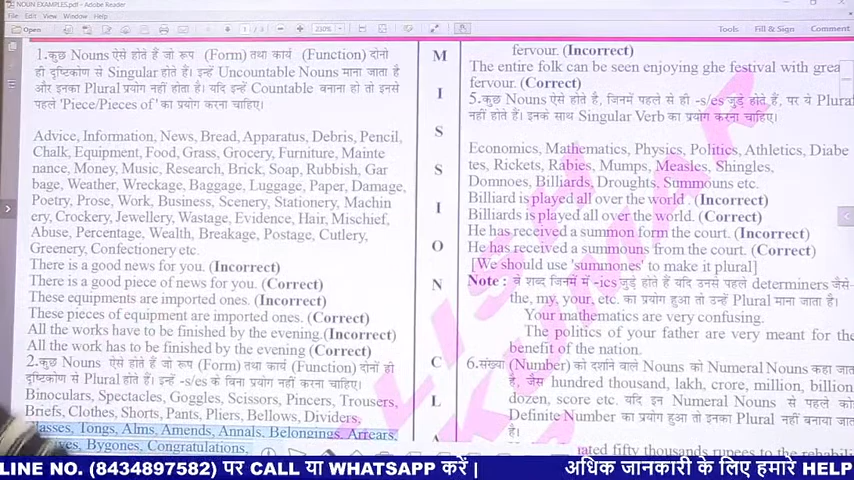 NOUN EXAMPLES.pdf - Adobe Reader
File Edit View Window Help
Open
230%
Tools Fill & Sign Comment
1.कुछ Nouns ऐसे होते हैं जो रूप (Form) तथा कार्य (Function) दोनो
ही दृष्टिकोण से Singular होते हैं। इन्हें Uncountable Nouns माना जाता है
और इनका Plural प्रयोग नहीं होता है। यदि इन्हें Countable बनाना हो तो इनसे
पहले 'Piece/Pieces of' का प्रयोग करना चाहिए।
Advice, Information, News, Bread, Apparatus, Debris, Pencil,
Chalk, Equipment, Food, Grass, Grocery, Furniture, Mainte
nance, Money, Music, Research, Brick, Soap, Rubbish, Gar
bage, Weather, Wreckage, Baggage, Luggage, Paper, Damage,
Poetry, Prose, Work, Business, Scenery, Stationery, Machin
ery, Crockery, Jewellery, Wastage, Evidence, Hair, Mischief,
Abuse, Percentage, Wealth, Breakage, Postage, Cutlery,
Greenery, Confectionery etc.
There is a good news for you. (Incorrect)
There is a good piece of news for you. (Correct)
These equipments are imported ones. (Incorrect)
These pieces of equipment are imported ones. (Correct)
All the works have to be finished by the evening.(Incorrect)
All the work has to be finished by the evening (Correct)
2.कुछ Nouns ऐसे होते हैं जो रूप (Form) तथा कार्य (Function) दोनों ही
दृष्टिकोण से Plural होते हैं। इन्हें -s/es के बिना प्रयोग नहीं करना चाहिए।
Binoculars, Spectacles, Goggles, Scissors, Pincers, Trousers,
Briefs, Clothes, Shorts, Pants, Pliers, Bellows, Dividers,
Tongs, Alms, Amends, Annals, Belongings, Arrears,
Bygones, Congratulations,
M
I
S
S
I
O
N
C
L
fervour. (Incorrect)
The entire folk can be seen enjoying ghe festival with grea
fervour. (Correct)
5.कुछ Nouns ऐसे होते है, जिनमें पहले से ही -s/es जुड़े होते हैं, पर ये Plural
नहीं होते हैं। इनके साथ Singular Verb का प्रयोग करना चाहिए।
Economics, Mathematics, Physics, Politics, Athletics, Diabe
tes, Rickets, Rabies, Mumps, Measles, Shingles,
Domnoes, Billiards, Droughts, Summouns etc.
Billiard is played all over the world . (Incorrect)
Billiards is played all over the world. (Correct)
He has received a summon form the court. (Incorrect)
He has received a summouns from the court. (Correct)
[We should use 'summones' to make it plural]
Note : वे शब्द जिनमें में -ics जुड़े होते हैं यदि उनसे पहले determiners जैसे-
the, my, your, etc. का प्रयोग हुआ तो उन्हें Plural माना जाता है।
Your mathematics are very confusing.
The politics of your father are very meant for the
benefit of the nation.
6.संख्या (Number) को दर्शाने वाले Nouns को Numeral Nouns कहा जात
है, जैस hundred thousand, lakh, crore, million, billion
dozen, score etc. यदि इन Numeral Nouns से पहले को
Definite Number का प्रयोग हुआ तो इनका Plural नहीं बनाया जाता
है।
fifty thousands rupees to the
LINE NO. (8434897582) पर CALL या WHATSAPP करें | अधिक जानकारी के लिए हमारे HELP